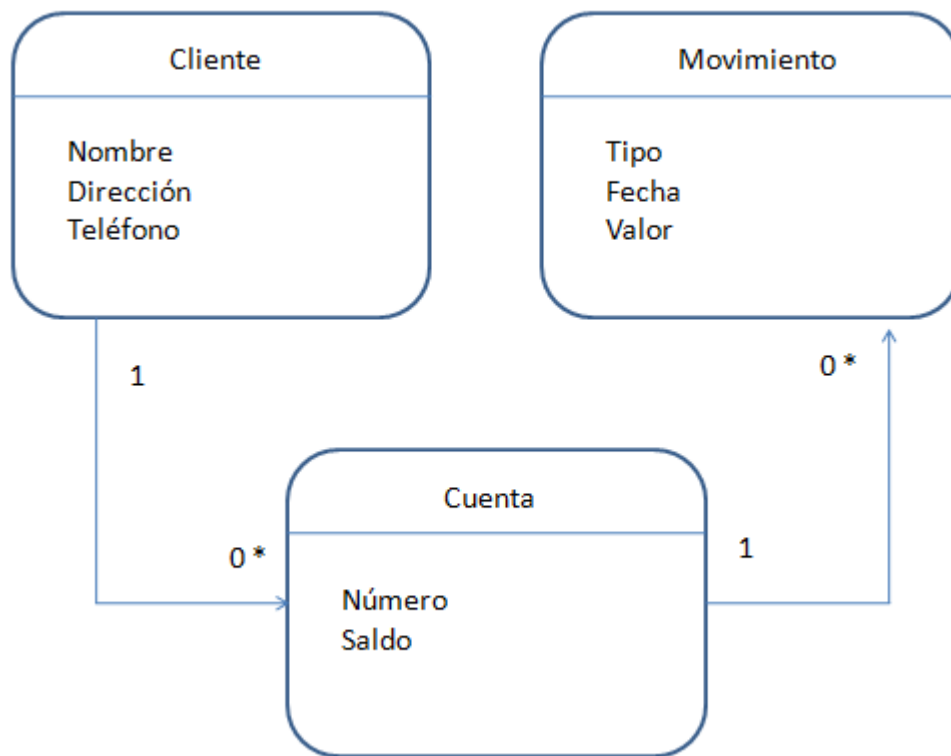 Cliente
Nombre
Dirección
Teléfono
Movimiento
Tipo
Fecha
Valor
1
0 *
0 *
Cuenta
Número
Saldo
1